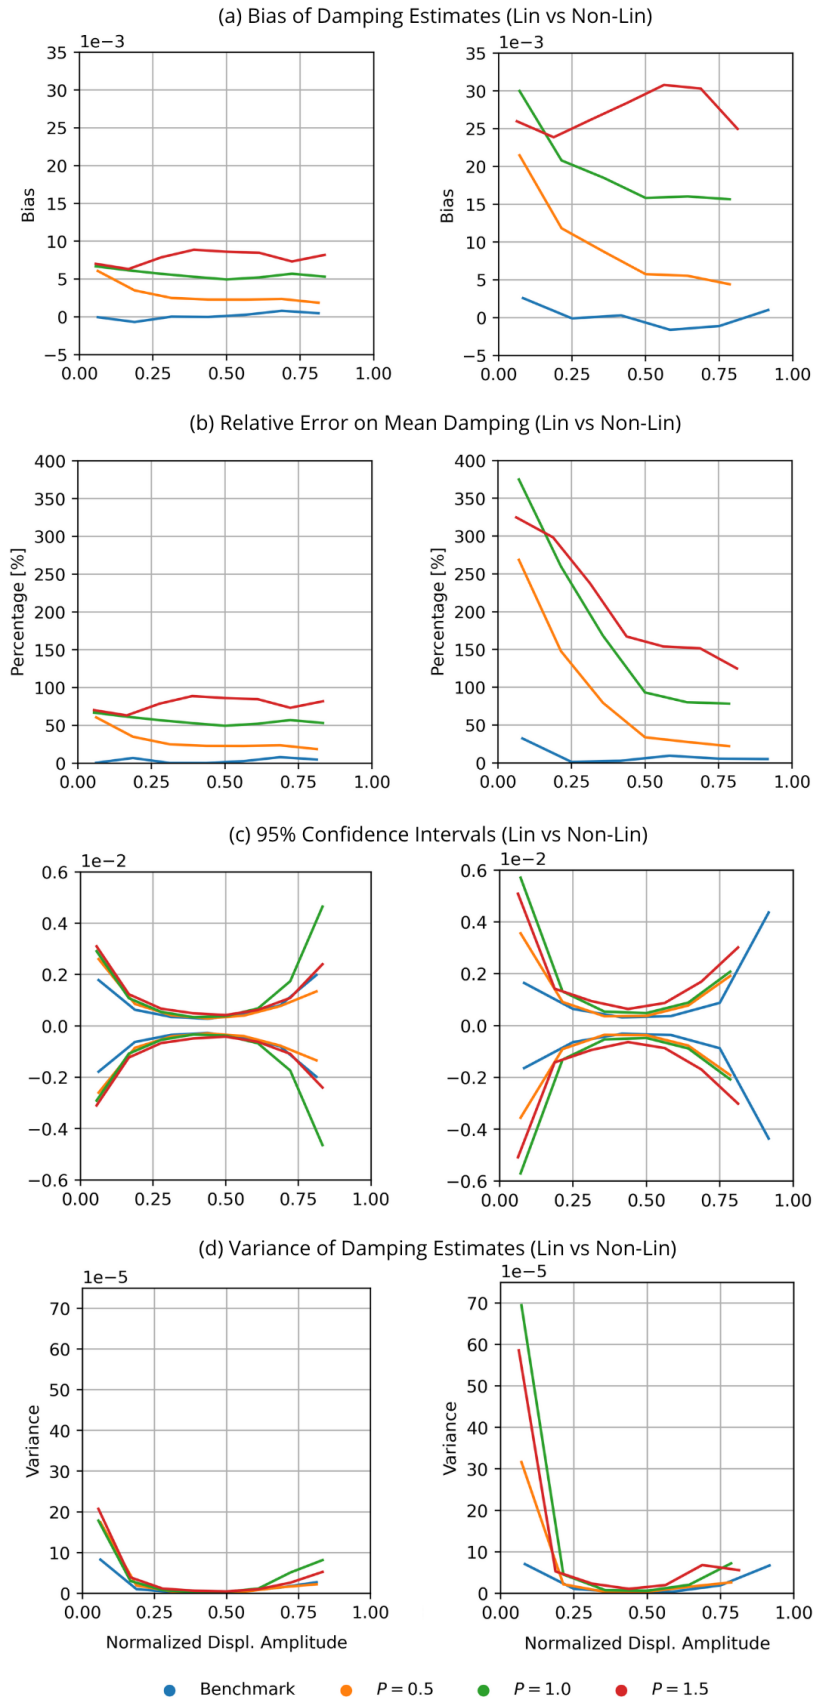 (a) Bias of Damping Estimates (Lin vs Non-Lin)
1e−3
35
30
25
20
15
10
5
0
−5
Bias
0.00 0.25 0.50 0.75 1.00
1e−3
35
30
25
20
15
10
5
0
−5
Bias
0.00 0.25 0.50 0.75 1.00
(b) Relative Error on Mean Damping (Lin vs Non-Lin)
400
350
300
250
200
150
100
50
0
Percentage [%]
0.00 0.25 0.50 0.75 1.00
400
350
300
250
200
150
100
50
0
Percentage [%]
0.00 0.25 0.50 0.75 1.00
(c) 95% Confidence Intervals (Lin vs Non-Lin)
1e−2
0.6
0.4
0.2
0.0
−0.2
−0.4
−0.6
0.00 0.25 0.50 0.75 1.00
1e−2
0.6
0.4
0.2
0.0
−0.2
−0.4
−0.6
0.00 0.25 0.50 0.75 1.00
(d) Variance of Damping Estimates (Lin vs Non-Lin)
1e−5
70
60
50
40
30
20
10
0
Variance
0.00 0.25 0.50 0.75 1.00
Normalized Displ. Amplitude
1e−5
70
60
50
40
30
20
10
0
Variance
0.00 0.25 0.50 0.75 1.00
Normalized Displ. Amplitude
Benchmark P = 0.5 P = 1.0 P = 1.5